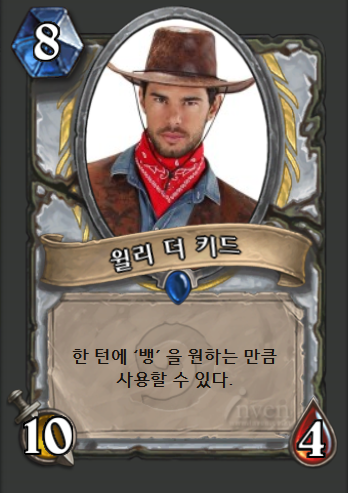 8
윌리 더 키드
한 턴에 ‘뱅’ 을 원하는 만큼
사용할 수 있다.
inven
10
4